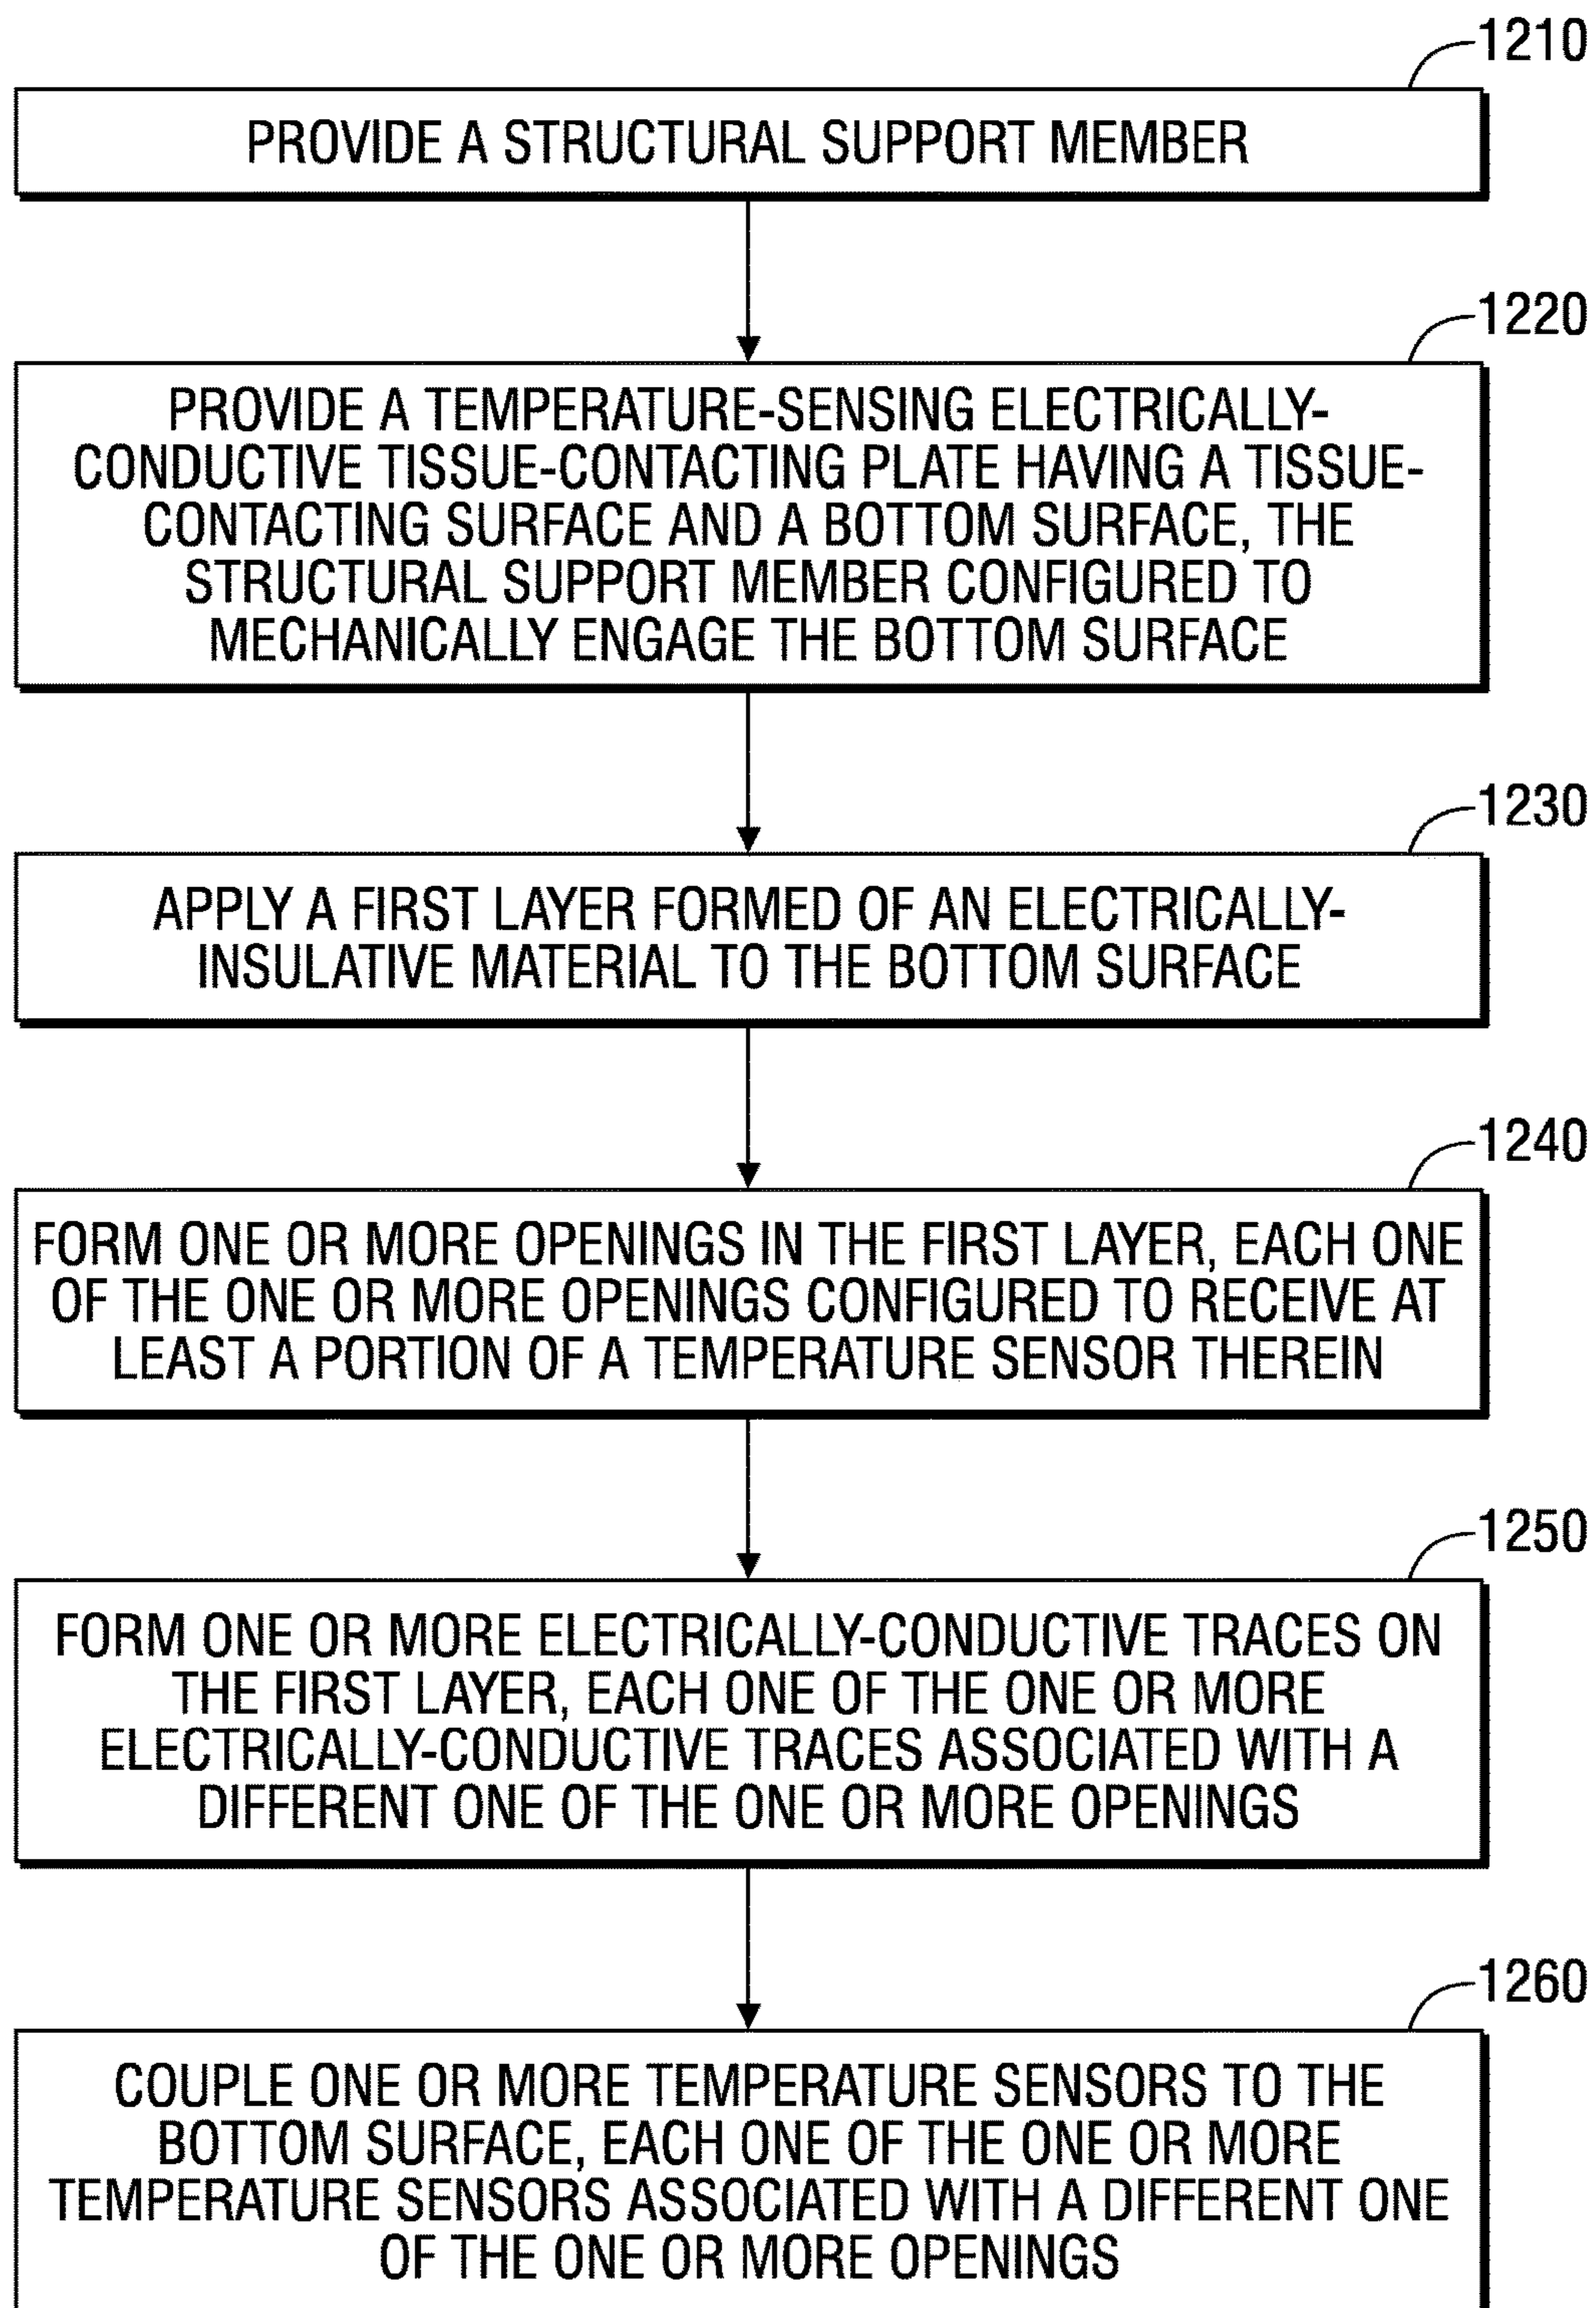 1210
PROVIDE A STRUCTURAL SUPPORT MEMBER
1220
PROVIDE A TEMPERATURE-SENSING ELECTRICALLY-
CONDUCTIVE TISSUE-CONTACTING PLATE HAVING A TISSUE-
CONTACTING SURFACE AND A BOTTOM SURFACE, THE
STRUCTURAL SUPPORT MEMBER CONFIGURED TO
MECHANICALLY ENGAGE THE BOTTOM SURFACE
1230
APPLY A FIRST LAYER FORMED OF AN ELECTRICALLY-
INSULATIVE MATERIAL TO THE BOTTOM SURFACE
1240
FORM ONE OR MORE OPENINGS IN THE FIRST LAYER, EACH ONE
OF THE ONE OR MORE OPENINGS CONFIGURED TO RECEIVE AT
LEAST A PORTION OF A TEMPERATURE SENSOR THEREIN
1250
FORM ONE OR MORE ELECTRICALLY-CONDUCTIVE TRACES ON
THE FIRST LAYER, EACH ONE OF THE ONE OR MORE
ELECTRICALLY-CONDUCTIVE TRACES ASSOCIATED WITH A
DIFFERENT ONE OF THE ONE OR MORE OPENINGS
1260
COUPLE ONE OR MORE TEMPERATURE SENSORS TO THE
BOTTOM SURFACE, EACH ONE OF THE ONE OR MORE
TEMPERATURE SENSORS ASSOCIATED WITH A DIFFERENT ONE
OF THE ONE OR MORE OPENINGS